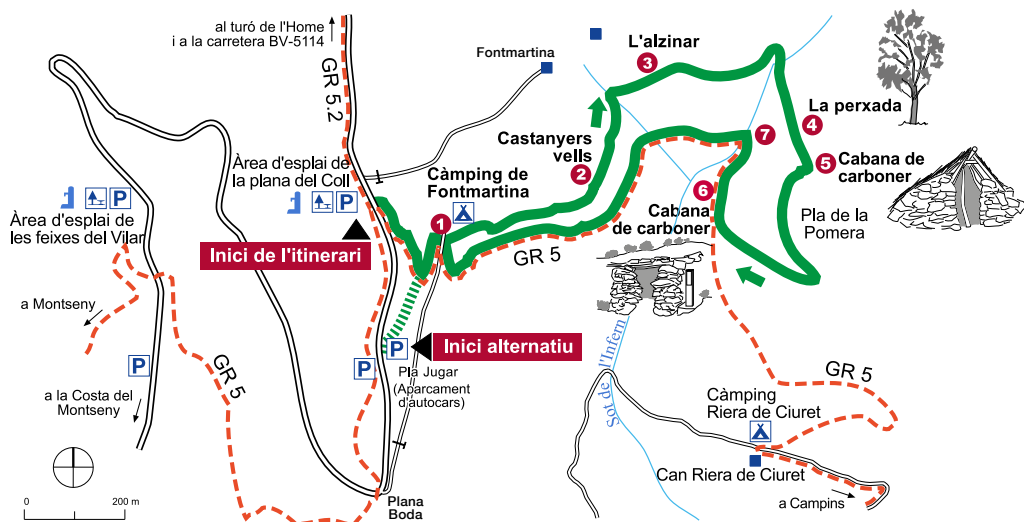 al turó de l'Home
i a la carretera BV-5114
GR 5.2
Fontmartina
L'alzinar
3
La perxada
4
7
Castanyers
vells
2
5
Cabana de
carboner
Àrea d'esplai de
la plana del Coll
P
Càmping de
Fontmartina
1
6
Cabana
de carboner
Pla de la
Pomera
P
Àrea d'esplai de
les feixes del Vilar
Inici de l'itinerari
GR 5
a Montseny
P
Inici alternatiu
P
P
Pla Jugar
(Aparcament
d'autocars)
Sot de l'Infern
GR 5
GR 5
a la Costa del
Montseny
Càmping
Riera de Ciuret
Can Riera de Ciuret
a Campins
0
200 m
Plana
Boda